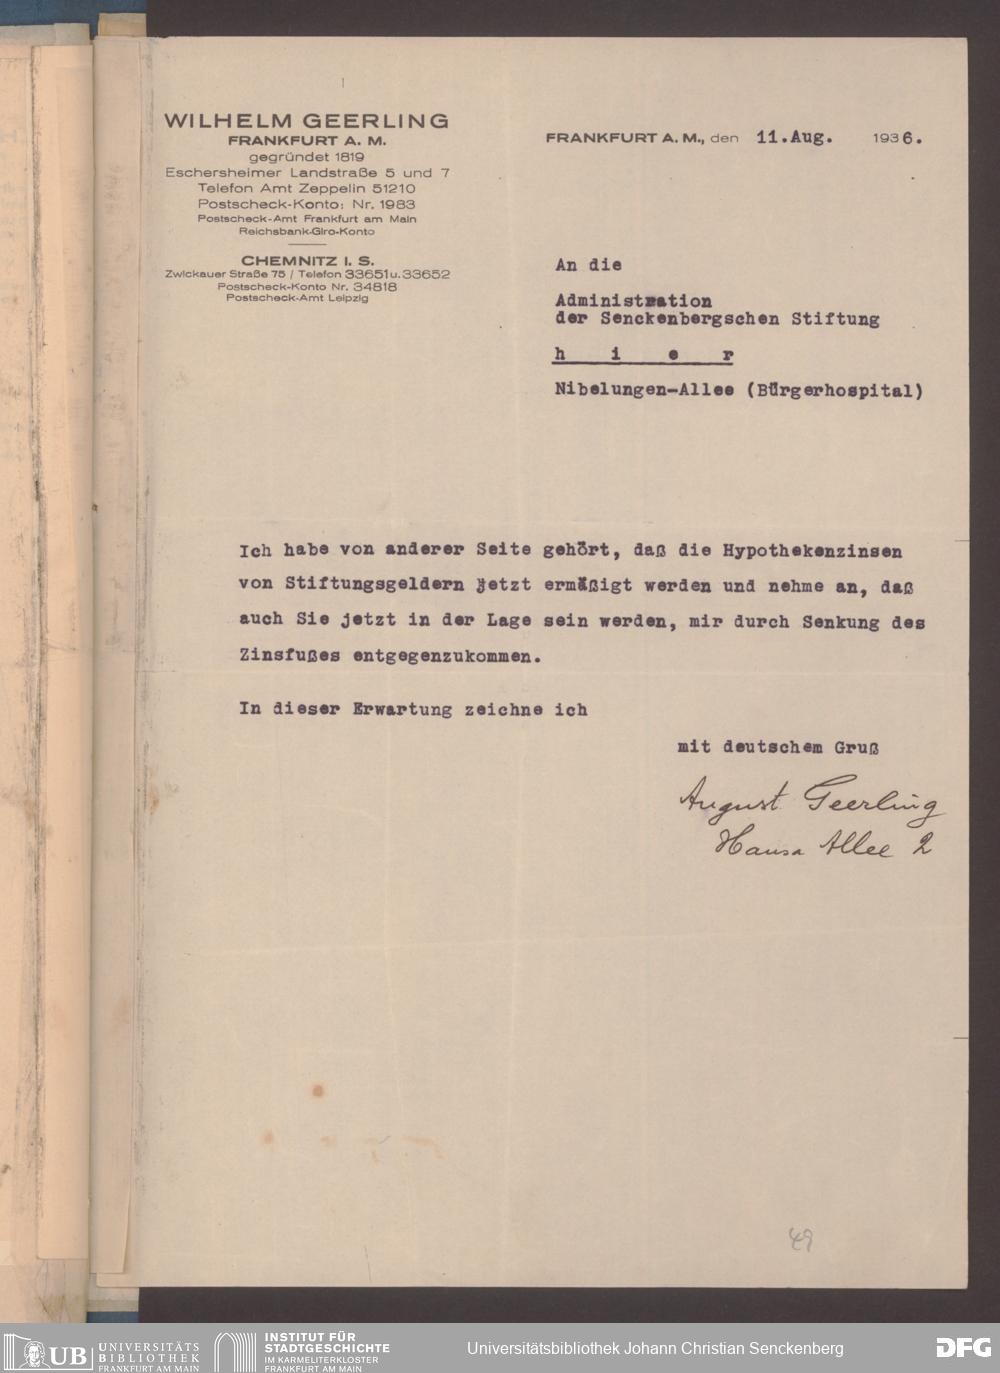 WILHELM GEERLING
FRANKFURT A. M.
gegründet 1819
Eschersheimer Landstraße 5 und 7
Telefon Amt Zeppelin 51210
Postscheck-Konto: Nr. 1983
Postscheck-Amt Frankfurt am Main
Reichsbank-Giro-Konto
CHEMNITZ I. S.
Zwickauer Straße 75 / Telefon 33651 u. 33652
Postscheck-Konto Nr. 34818
Postscheck-Amt Leipzig
FRANKFURT A. M., den 11.Aug. 1936.
An die
Administration
der Senckenbergschen Stiftung
h i e r
Nibelungen-Allee (Bürgerhospital)
Ich habe von anderer Seite gehört, daß die Hypothekenzinsen
von Stiftungsgeldern jetzt ermäßigt werden und nehme an, daß
auch Sie jetzt in der Lage sein werden, mir durch Senkung des
Zinsfußes entgegenzukommen.
In dieser Erwartung zeichne ich
mit deutschem Gruß
August Geerling
Hansa Allee 2
49
UB UNIVERSITÄTS
BIBLIOTHEK
FRANKFURT AM MAIN
INSTITUT FÜR
STADTGESCHICHTE
IM KARMELITERKLOSTER
FRANKFURT AM MAIN
Universitätsbibliothek Johann Christian Senckenberg
DFG